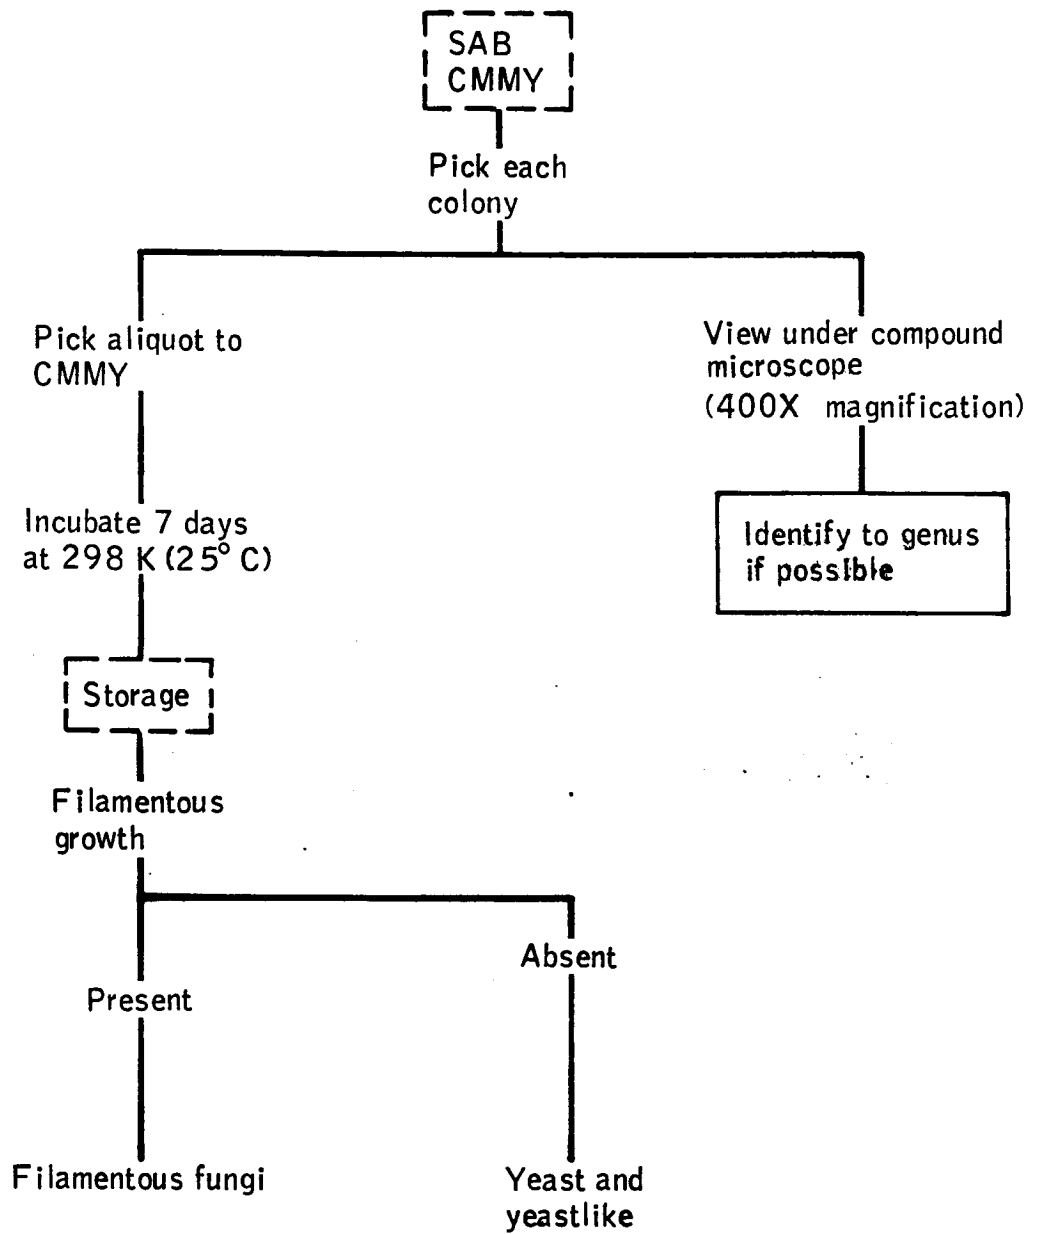 SAB
CMMY
Pick each
colony
Pick aliquot to
CMMY
View under compound
microscope
(400X magnification)
Incubate 7 days
at 298 K (25° C)
Identify to genus
if possible
Storage
Filamentous
growth
Absent
Present
Filamentous fungi
Yeast and
yeastlike